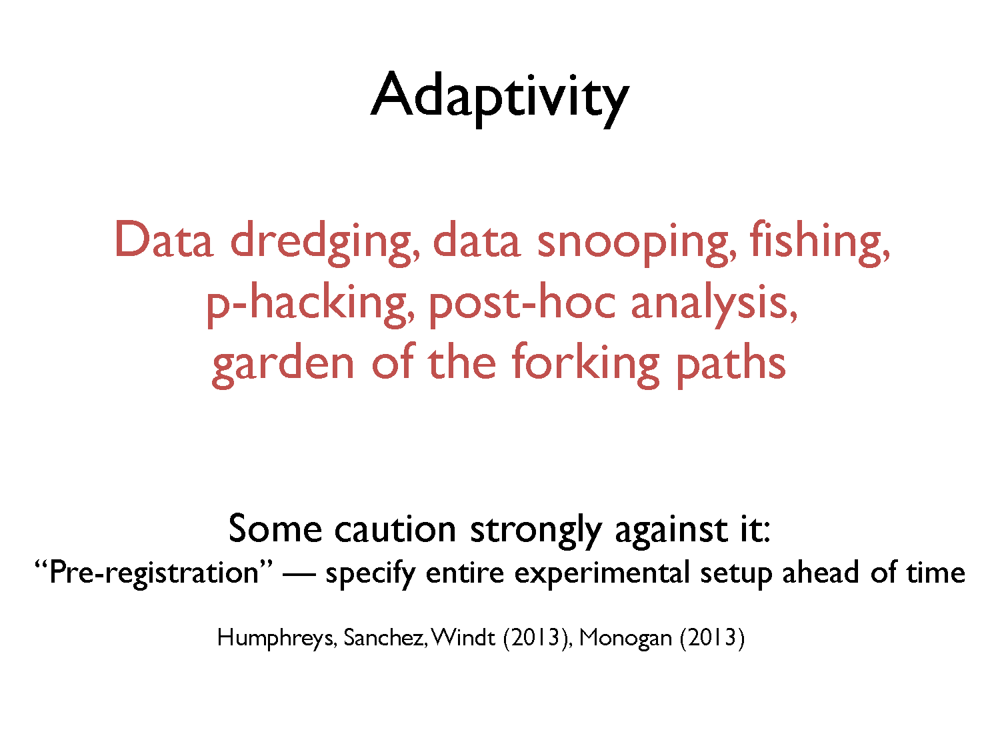 Adaptivity
Data dredging, data snooping, fishing,
p-hacking, post-hoc analysis,
garden of the forking paths
Some caution strongly against it:
“Pre-registration” — specify entire experimental setup ahead of time
Humphreys, Sanchez, Windt (2013), Monogan (2013)